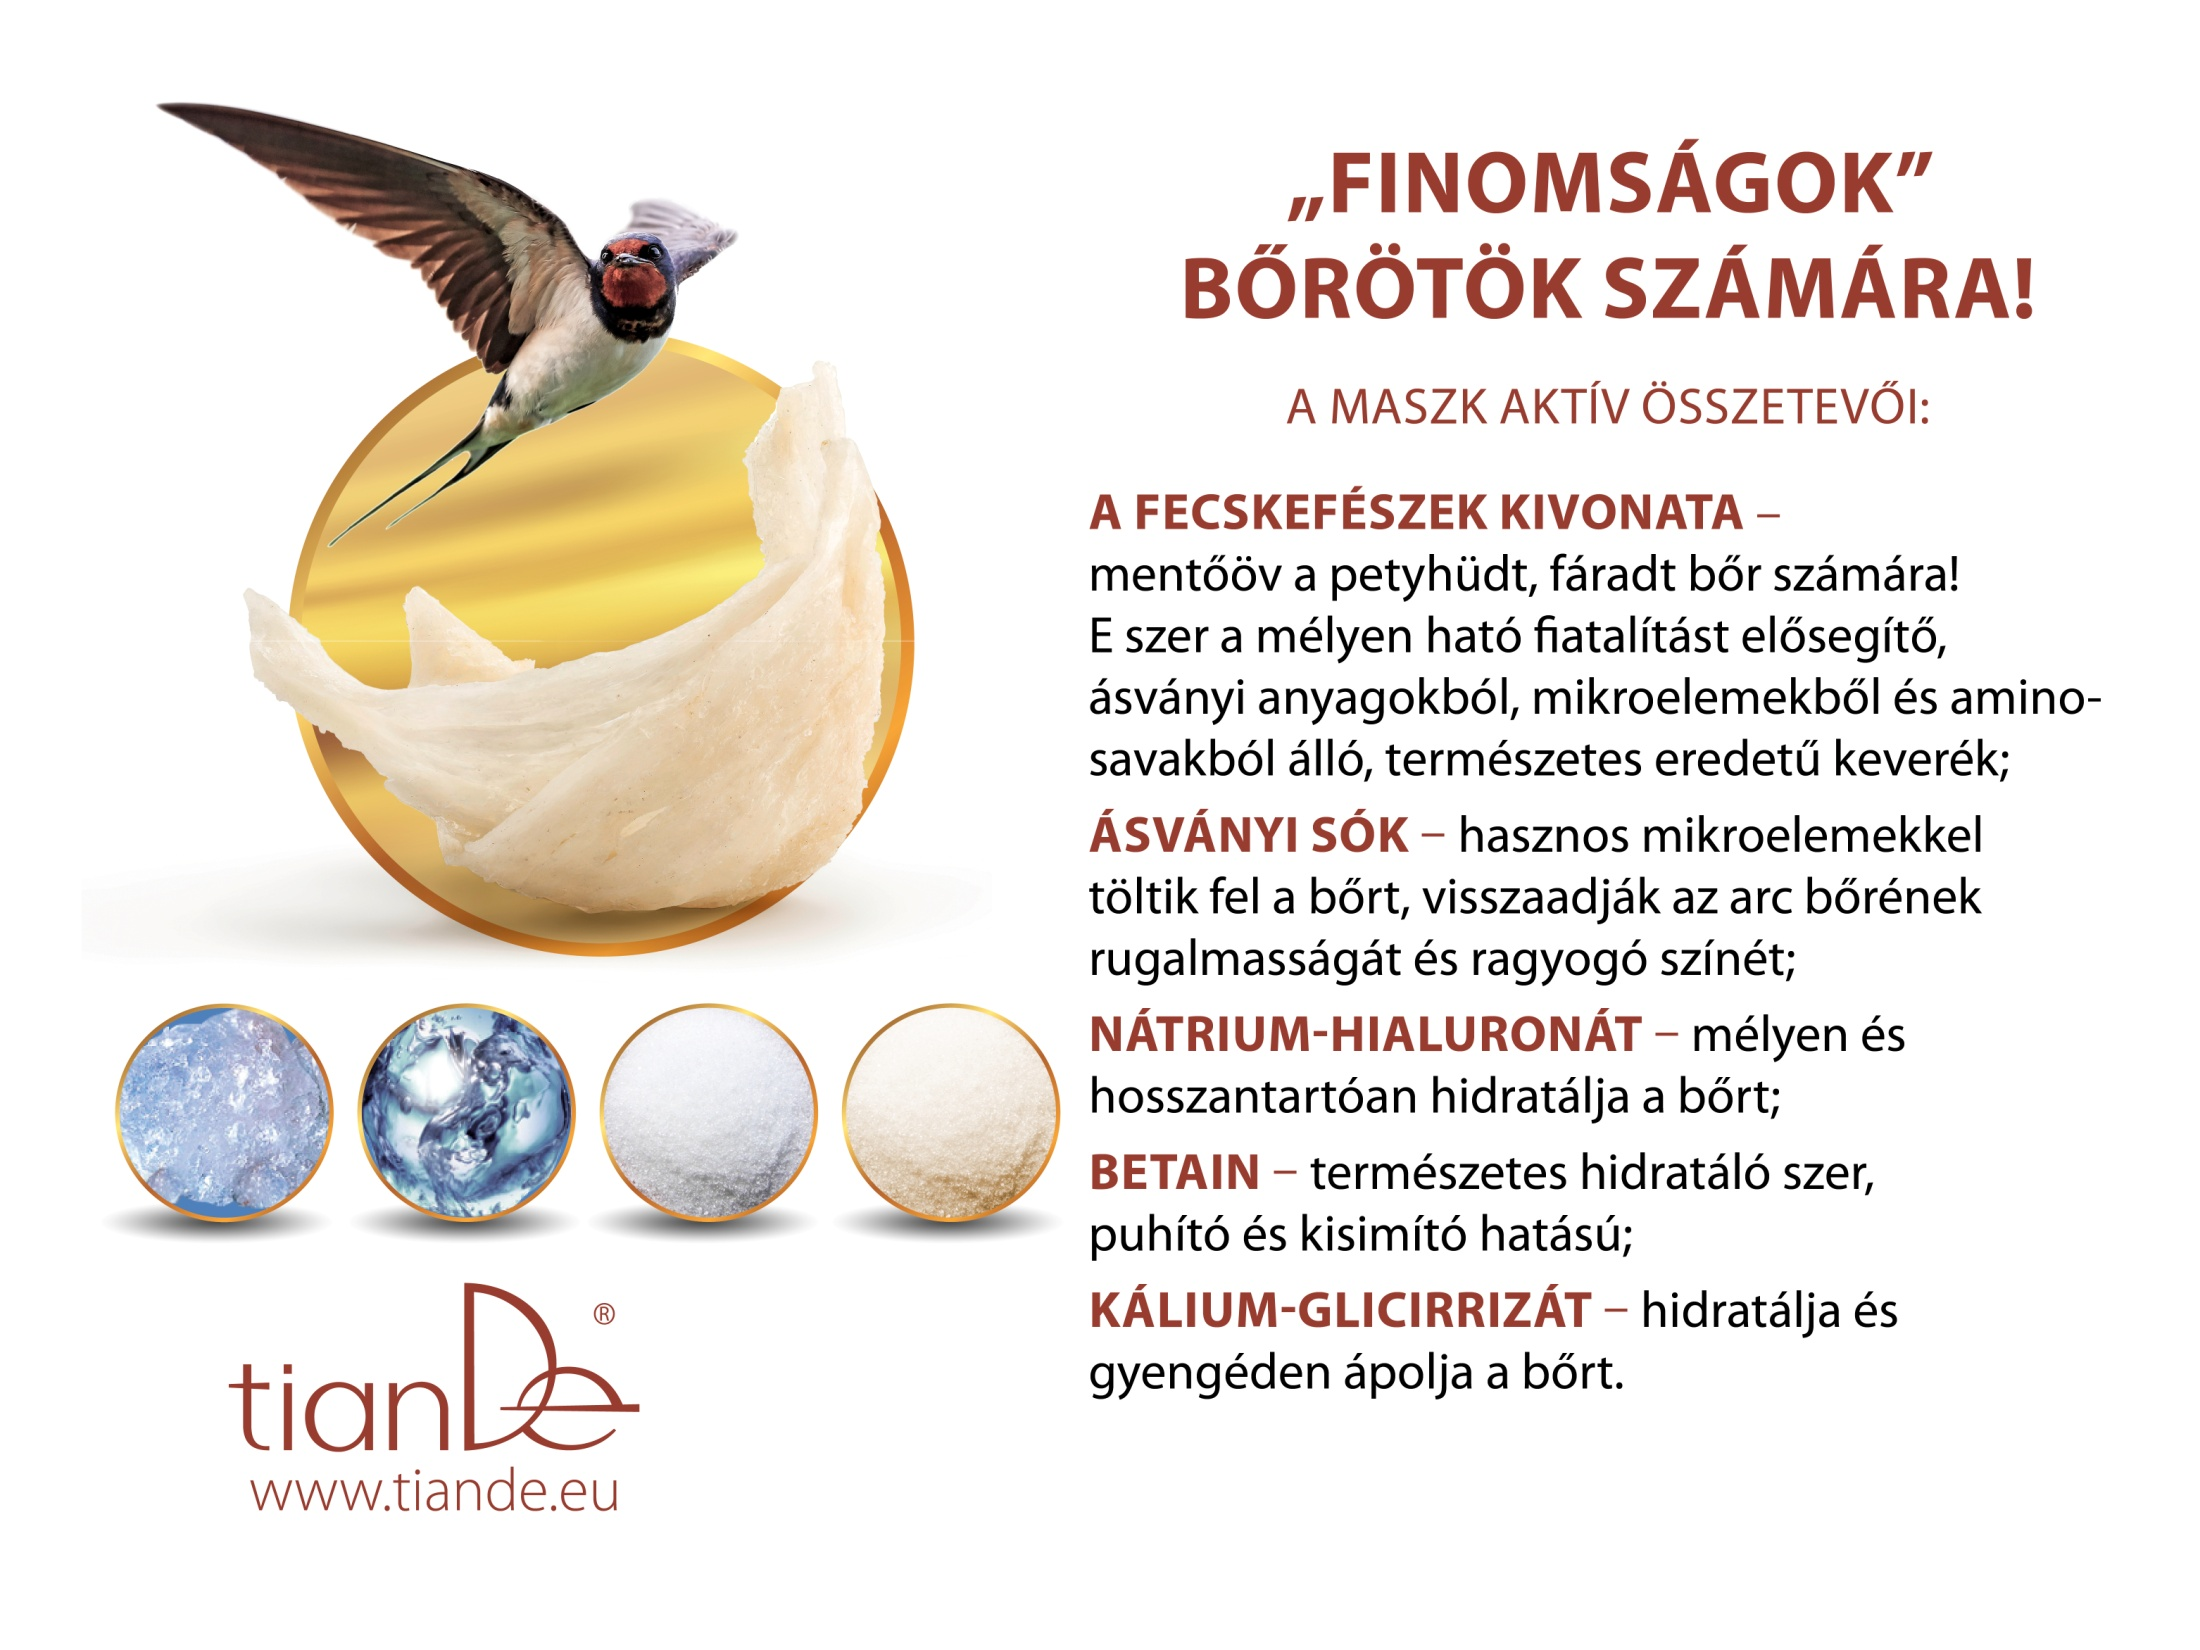 „FINOMSÁGOK”
BŐRÖTÖK SZÁMÁRA!
A MASZK AKTÍV ÖSSZETEVŐI:
A FECSKEFÉSZEK KIVONATA –
mentőöv a petyhüdt, fáradt bőr számára!
E szer a mélyen ható fiatalítást elősegítő,
ásványi anyagokból, mikroelemekből és amino-
savakból álló, természetes eredetű keverék;
ÁSVÁNYI SÓK – hasznos mikroelemekkel
töltik fel a bőrt, visszaadják az arc bőrének
rugalmasságát és ragyogó színét;
NÁTRIUM-HIALURONÁT – mélyen és
hosszantartóan hidratálja a bőrt;
BETAIN – természetes hidratáló szer,
puhító és kisimító hatású;
KÁLIUM-GLICIRRIZÁT – hidratálja és
gyengéden ápolja a bőrt.
tianDe®
www.tiande.eu